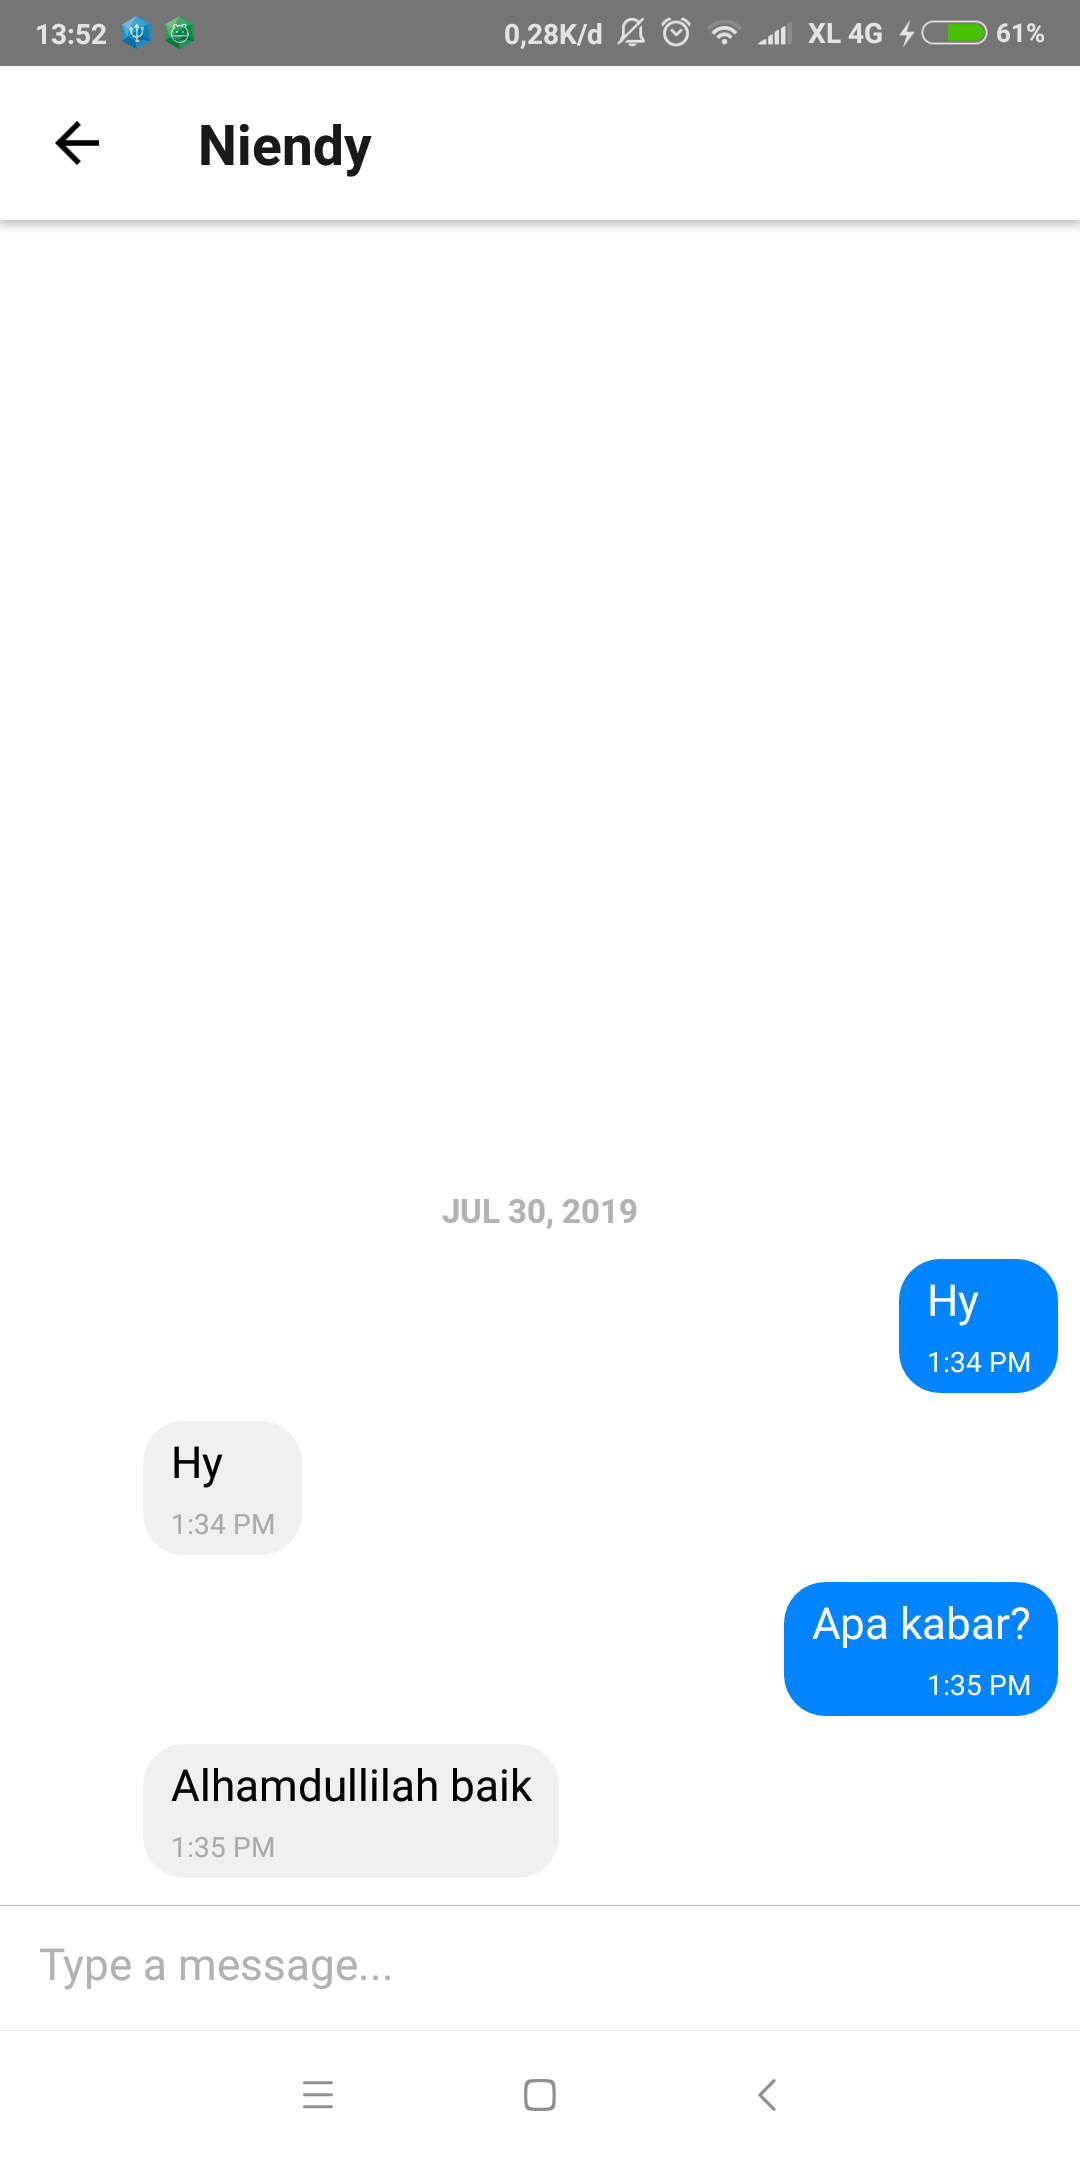 13:52 0,28K/d XL 4G 61%
Niendy
JUL 30, 2019
Hy
1:34 PM
Hy
1:34 PM
Apa kabar?
1:35 PM
Alhamdullilah baik
1:35 PM
Type a message...